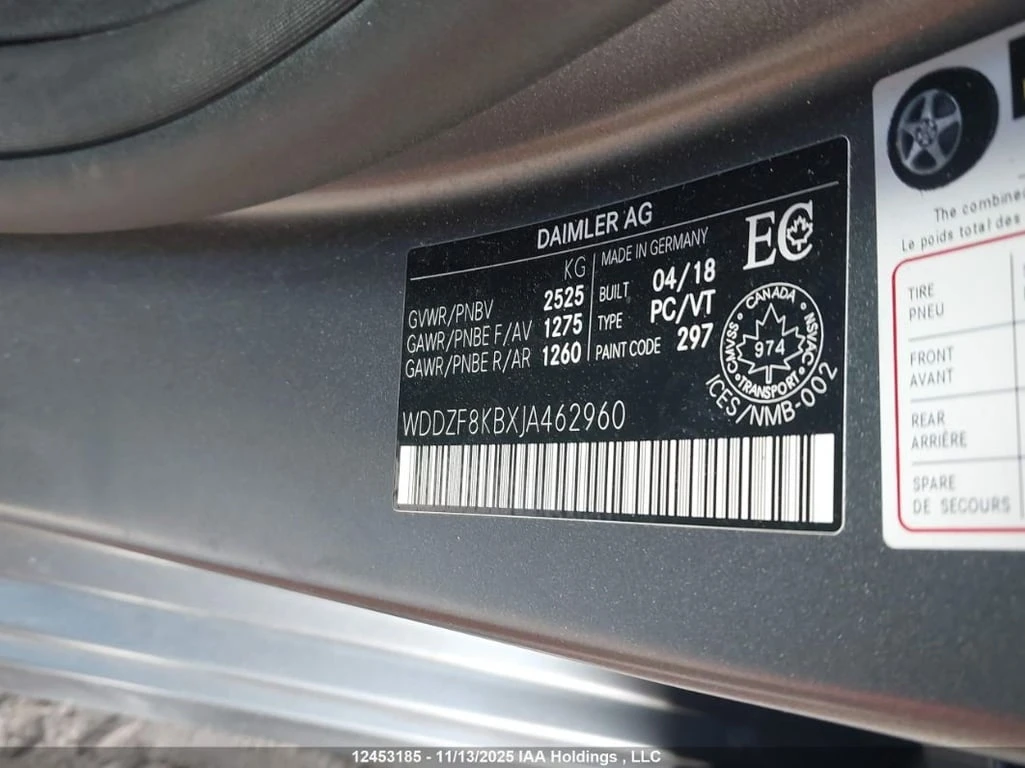 DAIMLER AG
KG
GVWR/PNBV 2525
GAWR/PNBE F/AV 1275
GAWR/PNBE R/AR 1260
MADE IN GERMANY
BUILT 04/18
TYPE PC/VT
PAINT CODE 297
EC
CANADA
CMVSS NSVAC
974
TRANSPORT
ICES/NMB-002
WDDZF8KBXJA462960
The combine
Le poids total des
TIRE
PNEU
FRONT
AVANT
REAR
ARRIÈRE
SPARE
DE SECOURS
12453185 - 11/13/2025 IAA Holdings , LLC